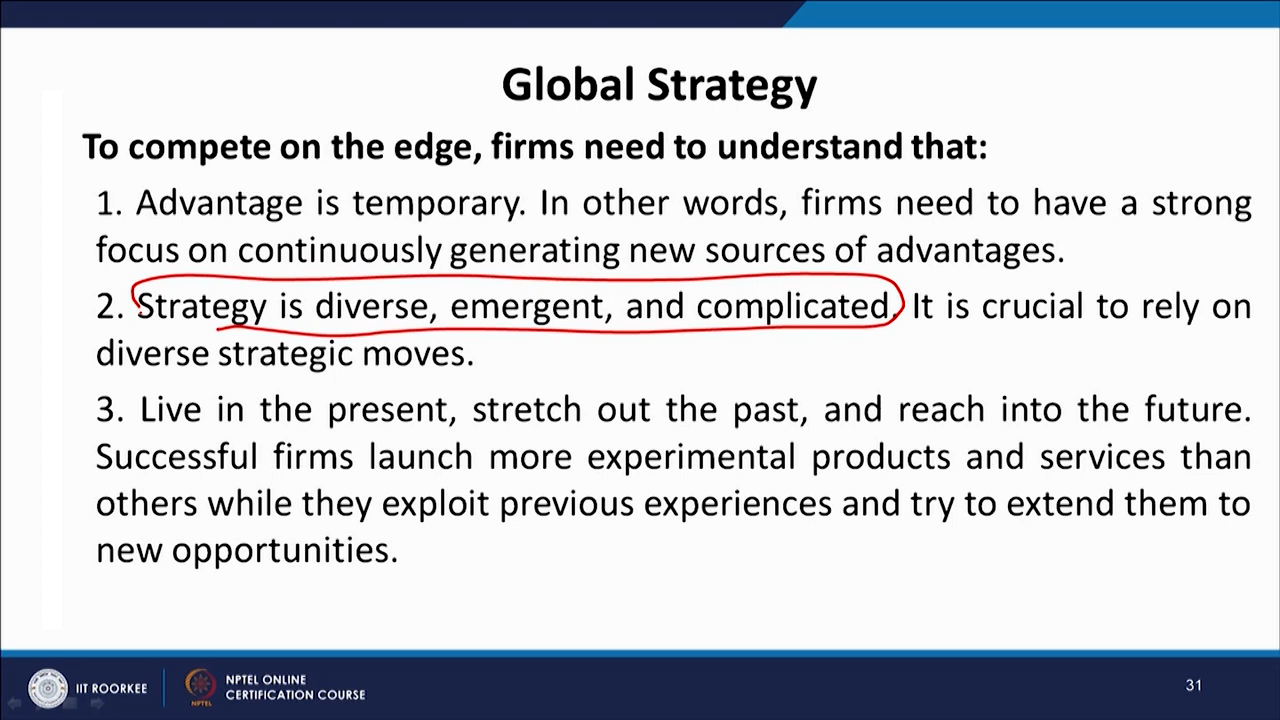 Global Strategy
To compete on the edge, firms need to understand that:
1. Advantage is temporary. In other words, firms need to have a strong
focus on continuously generating new sources of advantages.
2. Strategy is diverse, emergent, and complicated. It is crucial to rely on
diverse strategic moves.
3. Live in the present, stretch out the past, and reach into the future.
Successful firms launch more experimental products and services than
others while they exploit previous experiences and try to extend them to
new opportunities.
IIT ROORKEE
NPTEL ONLINE
CERTIFICATION COURSE
NPTEL
31